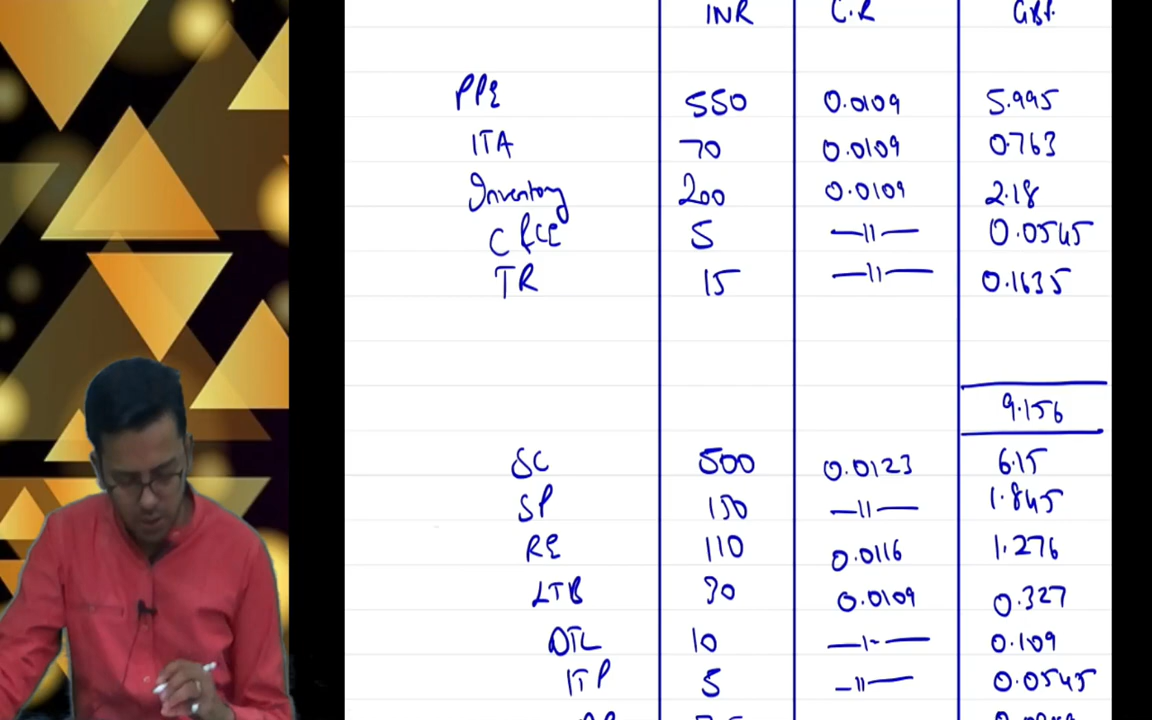 INR C.R GBP
PPE 550 0.0109 5.995
ITA 70 0.0109 0.763
Inventory 200 0.0109 2.18
C&CE 5 —11— 0.0545
TR 15 —11— 0.1635
9.156
SC 500 0.0123 6.15
SP 150 —11— 1.845
RE 110 0.0116 1.276
LTB 30 0.0109 0.327
DTL 10 —1-— 0.109
ITP 5 —11— 0.0545